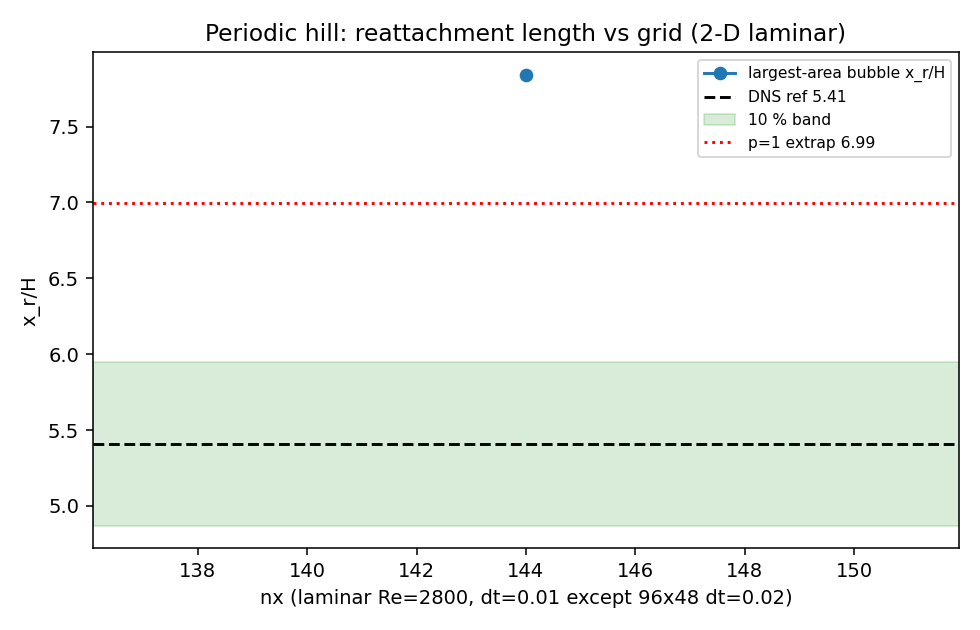 Periodic hill: reattachment length vs grid (2-D laminar)
largest-area bubble x_r/H
DNS ref 5.41
10 % band
p=1 extrap 6.99
x_r/H
7.5
7.0
6.5
6.0
5.5
5.0
138 140 142 144 146 148 150
nx (laminar Re=2800, dt=0.01 except 96x48 dt=0.02)